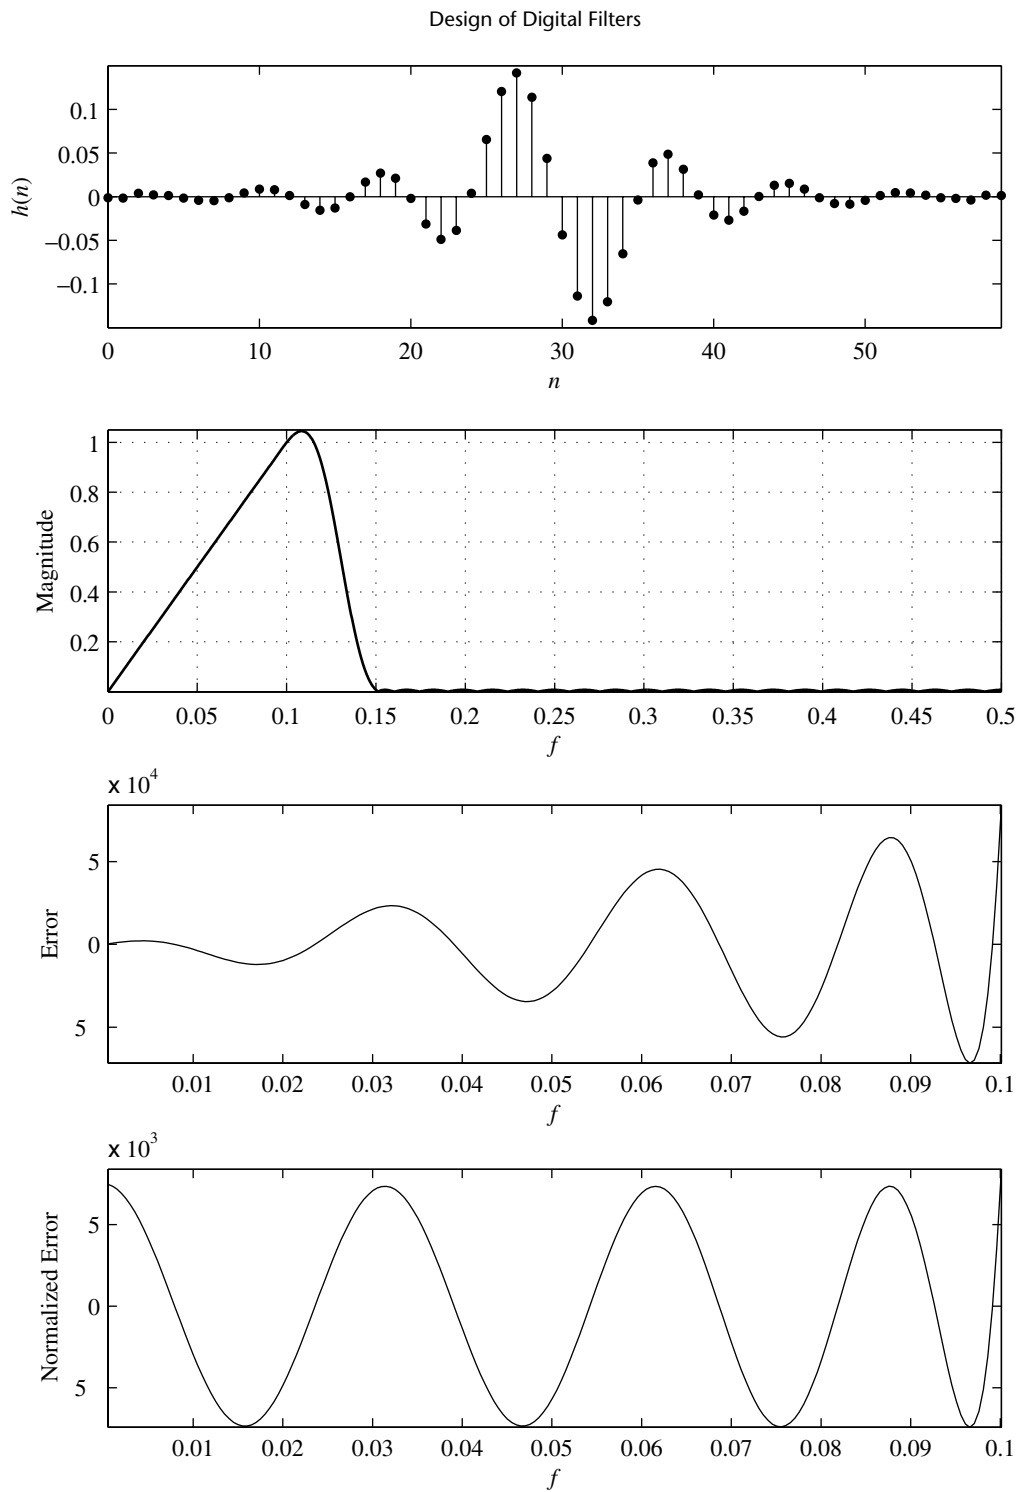 Design of Digital Filters
h(n)
0.1
0.05
0
−0.05
−0.1
0 10 20 30 40 50
n
Magnitude
1
0.8
0.6
0.4
0.2
0 0.05 0.1 0.15 0.2 0.25 0.3 0.35 0.4 0.45 0.5
f
x 10^4
Error
5
0
5
0.01 0.02 0.03 0.04 0.05 0.06 0.07 0.08 0.09 0.1
f
x 10^3
Normalized Error
5
0
5
0.01 0.02 0.03 0.04 0.05 0.06 0.07 0.08 0.09 0.1
f